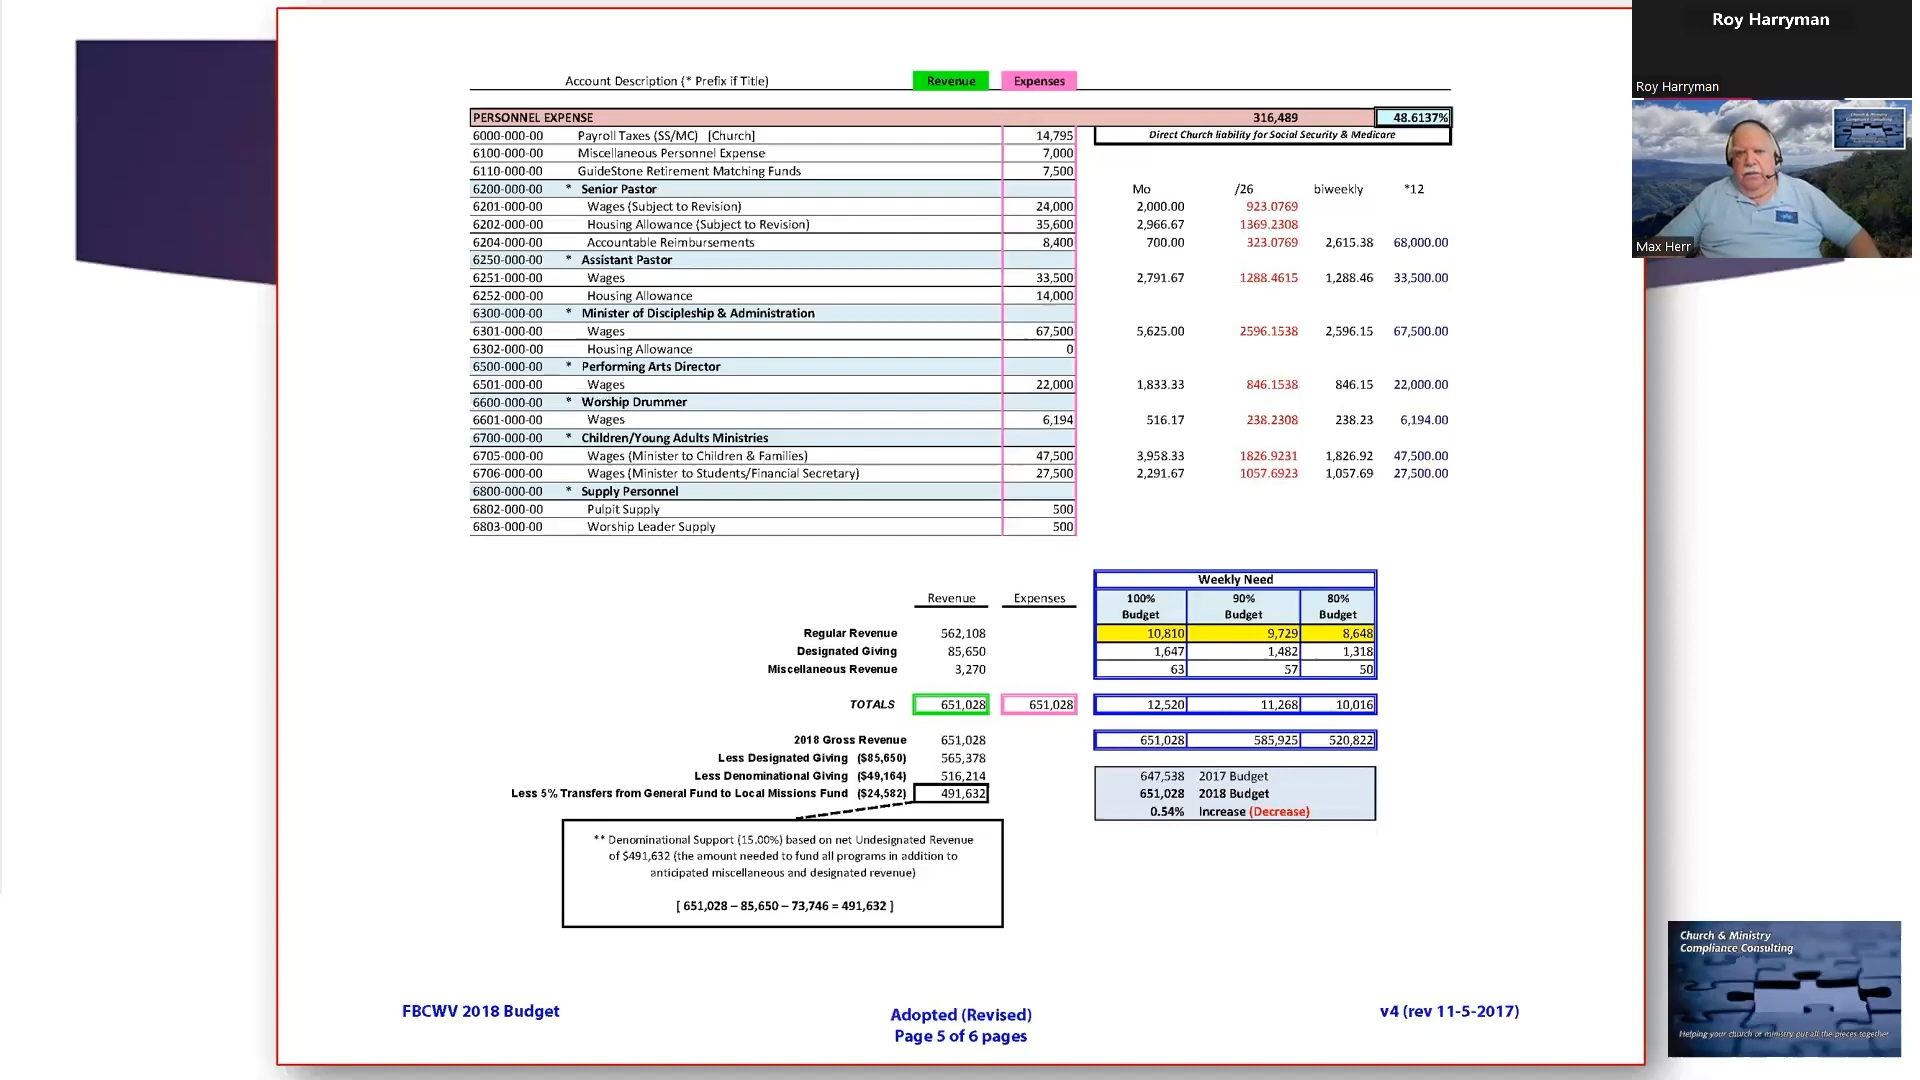 Account Description (* Prefix if Title) Revenue Expenses
PERSONNEL EXPENSE 316,489 48.6137%
6000-000-00 Payroll Taxes (SS/MC) [Church] 14,795 Direct Church liability for Social Security & Medicare
6100-000-00 Miscellaneous Personnel Expense 7,000
6110-000-00 GuideStone Retirement Matching Funds 7,500
6200-000-00 * Senior Pastor Mo /26 biweekly *12
6201-000-00 Wages (Subject to Revision) 24,000 2,000.00 923.0769
6202-000-00 Housing Allowance (Subject to Revision) 35,600 2,966.67 1369.2308
6204-000-00 Accountable Reimbursements 8,400 700.00 323.0769 2,615.38 68,000.00
6250-000-00 * Assistant Pastor
6251-000-00 Wages 33,500 2,791.67 1288.4615 1,288.46 33,500.00
6252-000-00 Housing Allowance 14,000
6300-000-00 * Minister of Discipleship & Administration
6301-000-00 Wages 67,500 5,625.00 2596.1538 2,596.15 67,500.00
6302-000-00 Housing Allowance 0
6500-000-00 * Performing Arts Director
6501-000-00 Wages 22,000 1,833.33 846.1538 846.15 22,000.00
6600-000-00 * Worship Drummer
6601-000-00 Wages 6,194 516.17 238.2308 238.23 6,194.00
6700-000-00 * Children/Young Adults Ministries
6705-000-00 Wages (Minister to Children & Families) 47,500 3,958.33 1826.9231 1,826.92 47,500.00
6706-000-00 Wages (Minister to Students/Financial Secretary) 27,500 2,291.67 1057.6923 1,057.69 27,500.00
6800-000-00 * Supply Personnel
6802-000-00 Pulpit Supply 500
6803-000-00 Worship Leader Supply 500
Weekly Need
Revenue Expenses 100% 90% 80%
Budget Budget Budget
Regular Revenue 562,108 10,810 9,729 8,648
Designated Giving 85,650 1,647 1,482 1,318
Miscellaneous Revenue 3,270 63 57 50
TOTALS 651,028 651,028 12,520 11,268 10,016
2018 Gross Revenue 651,028 651,028 585,925 520,822
Less Designated Giving ($85,650) 565,378
Less Denominational Giving ($49,164) 516,214 647,538 2017 Budget
Less 5% Transfers from General Fund to Local Missions Fund ($24,582) 491,632 651,028 2018 Budget
0.54% Increase (Decrease)
** Denominational Support (15.00%) based on net Undesignated Revenue
of $491,632 (the amount needed to fund all programs in addition to
anticipated miscellaneous and designated revenue)
[ 651,028 – 85,650 – 73,746 = 491,632 ]
FBCWV 2018 Budget
Adopted (Revised)
Page 5 of 6 pages
v4 (rev 11-5-2017)
Roy Harryman
Roy Harryman
Max Herr
Church & Ministry
Compliance Consulting
Helping your church or ministry put all the pieces together